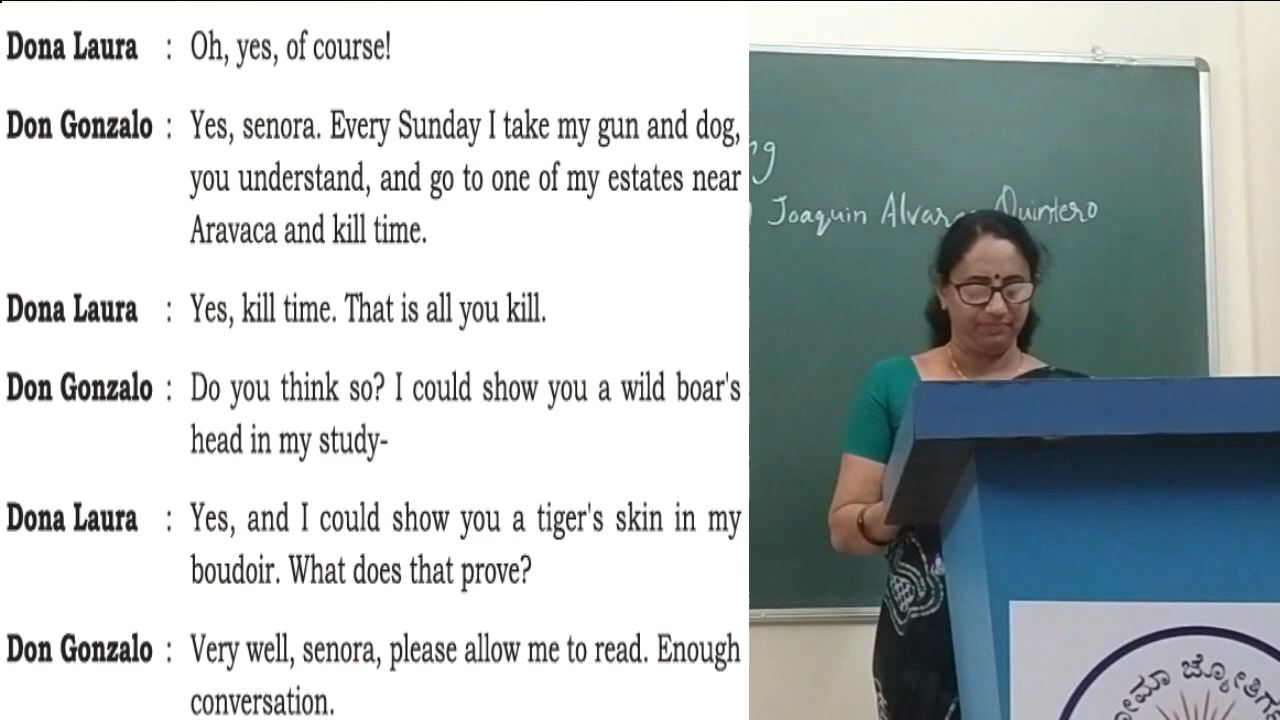 Dona Laura : Oh, yes, of course!
Don Gonzalo : Yes, senora. Every Sunday I take my gun and dog,
you understand, and go to one of my estates near
Aravaca and kill time.
Dona Laura : Yes, kill time. That is all you kill.
Don Gonzalo : Do you think so? I could show you a wild boar's
head in my study-
Dona Laura : Yes, and I could show you a tiger's skin in my
boudoir. What does that prove?
Don Gonzalo : Very well, senora, please allow me to read. Enough
conversation.
Joaquin Quintero